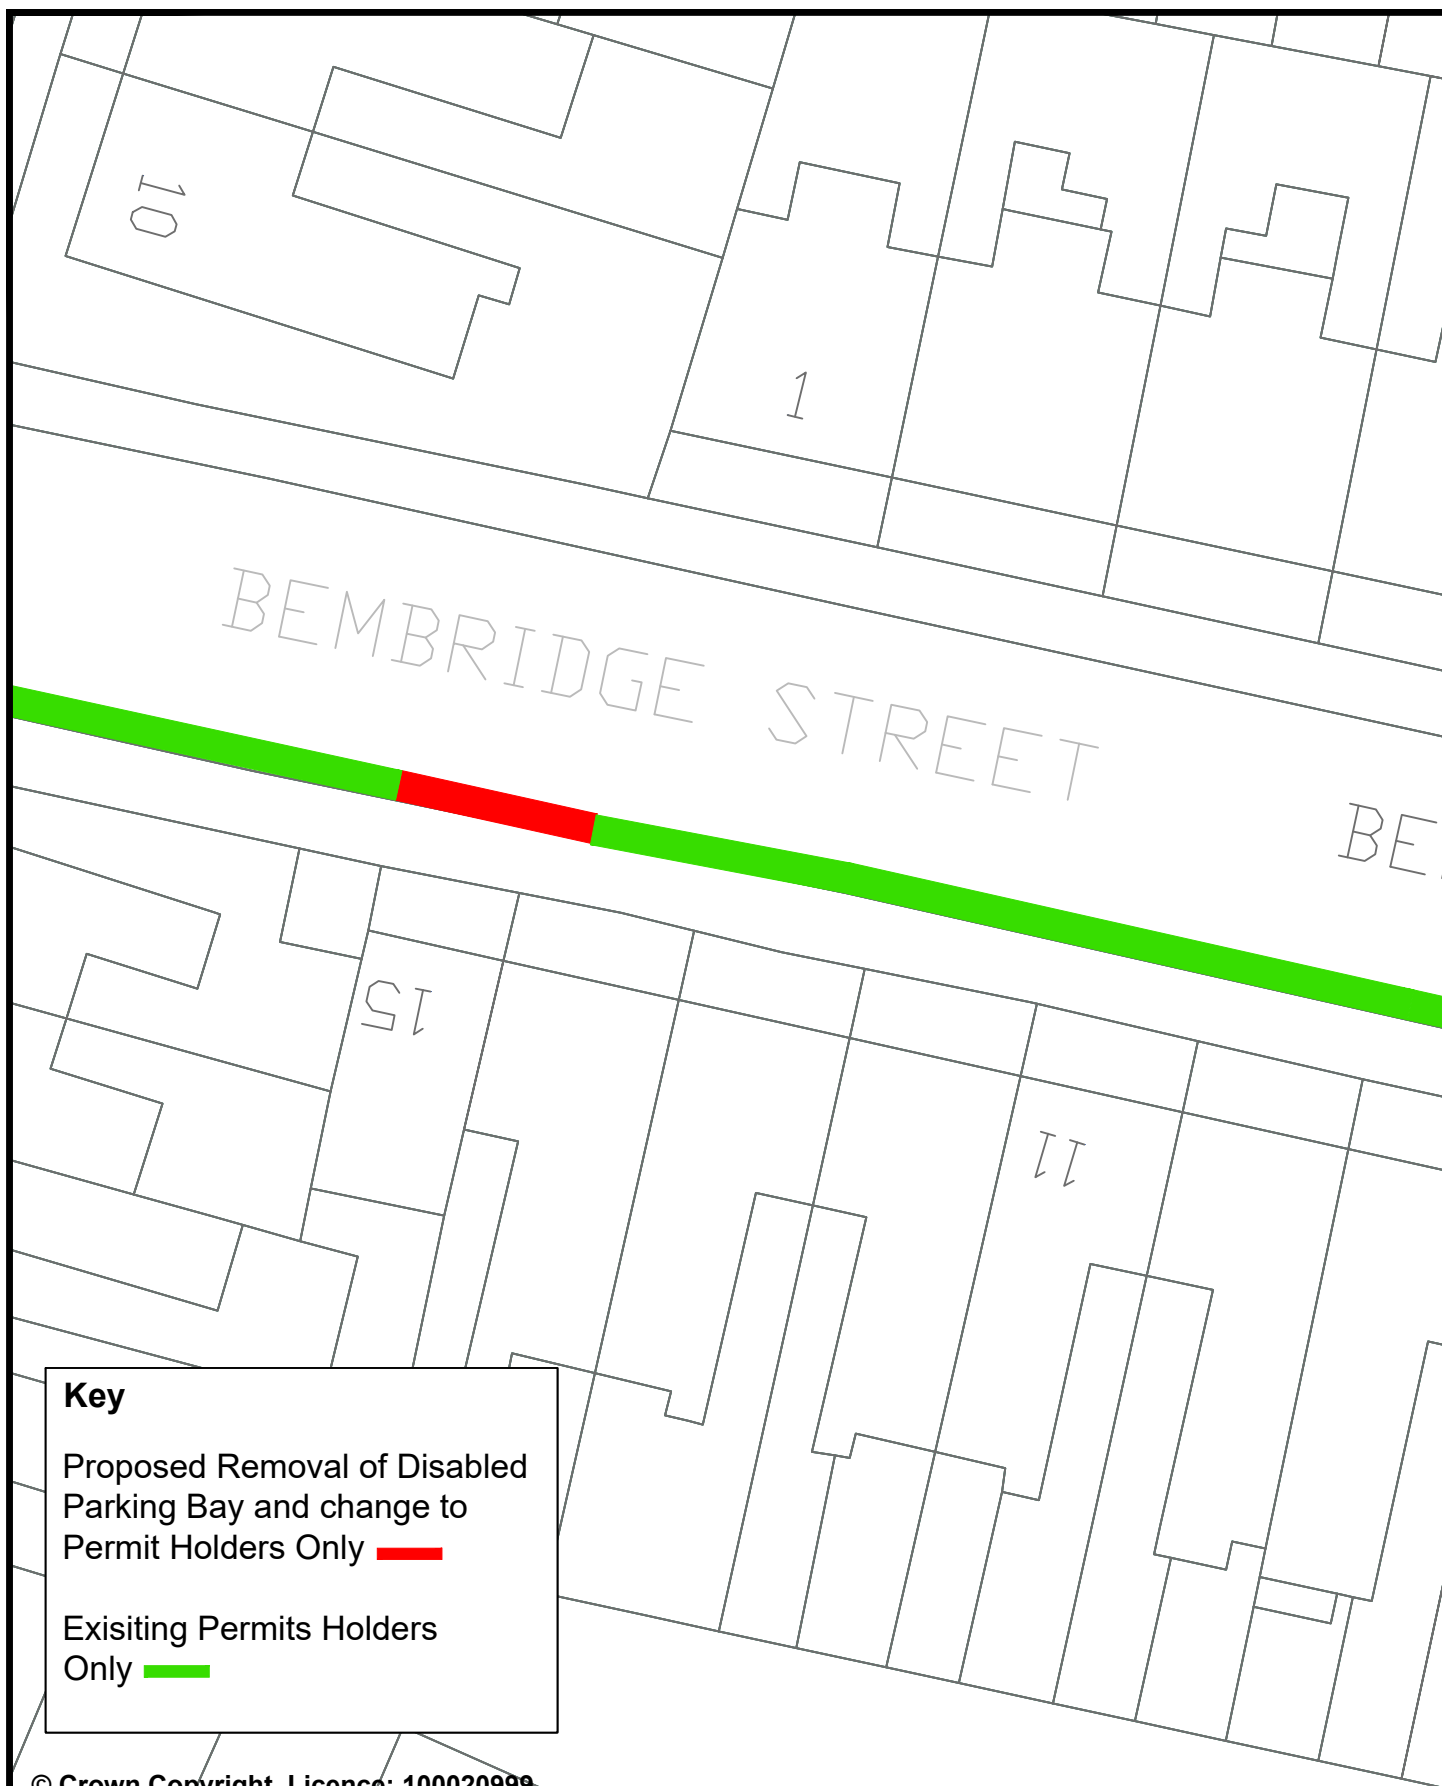 10
1
BEMBRIDGE STREET
BE
15
11
Key
Proposed Removal of Disabled
Parking Bay and change to
Permit Holders Only
Exisiting Permits Holders
Only
© Crown Copyright. Licence: 100020999